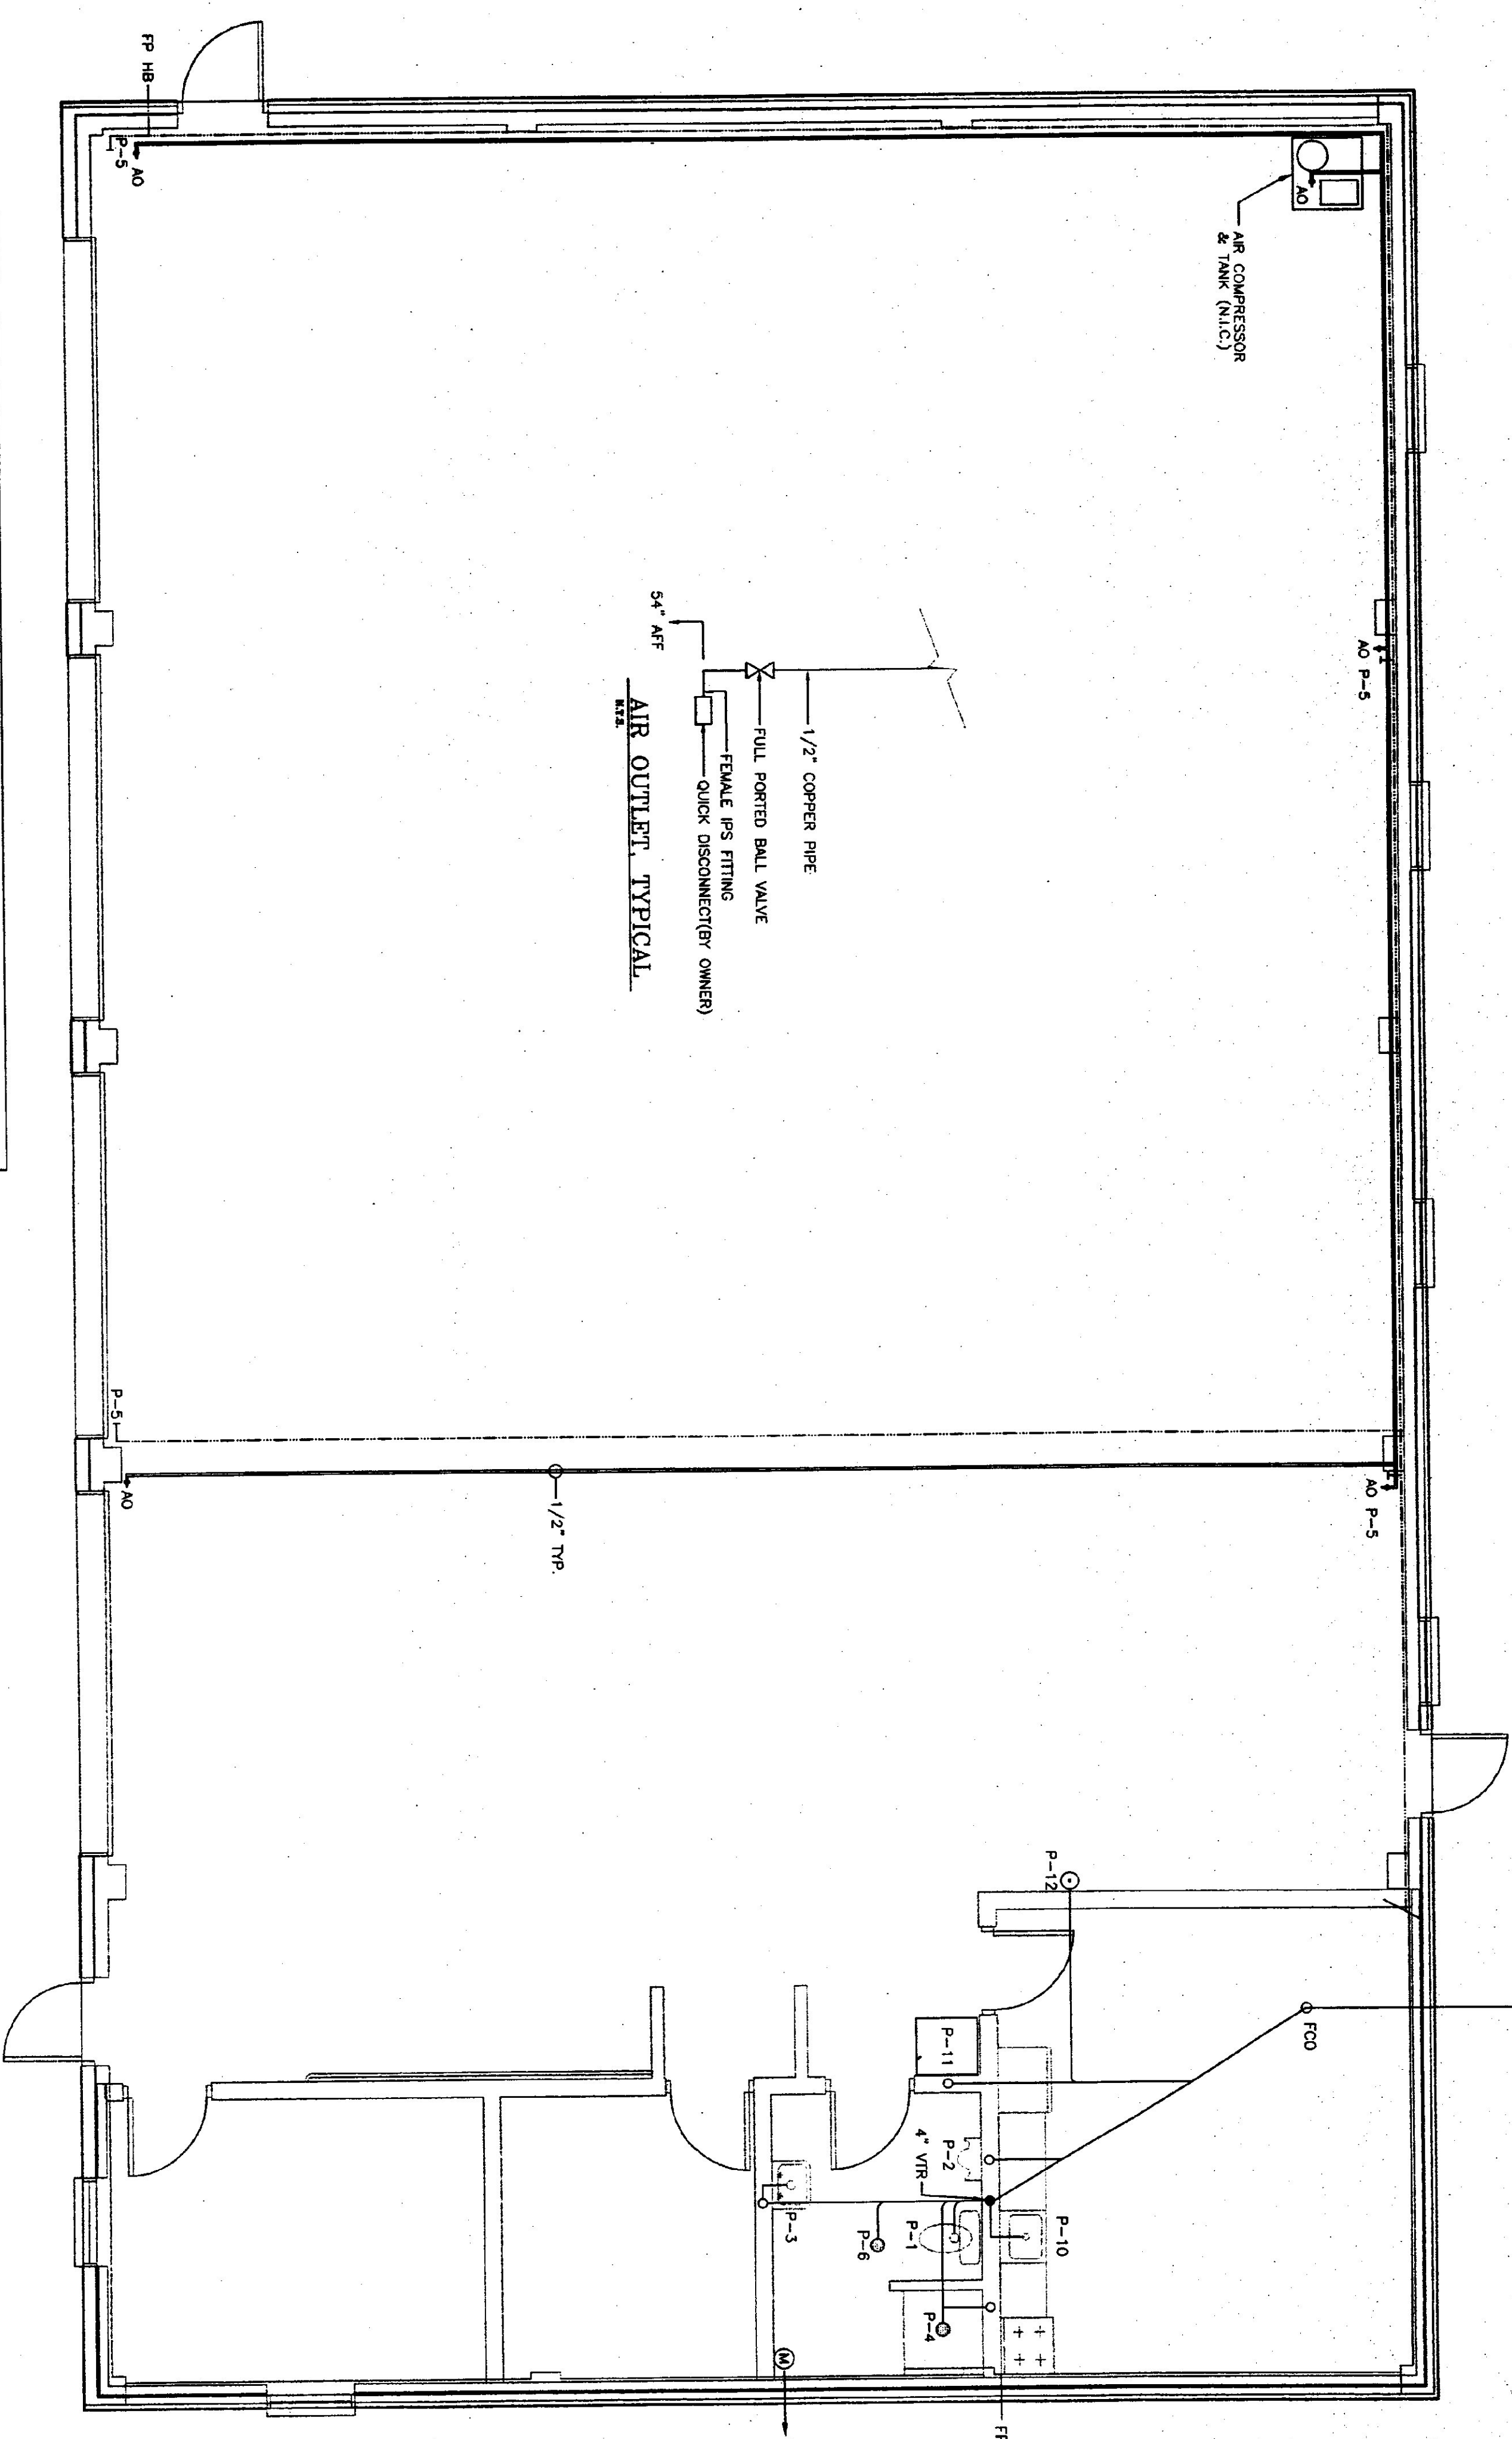 FP HB
P-5
AO
AO
AIR COMPRESSOR
& TANK (N.I.C.)
AO P-5
54" AFF
1/2" COPPER PIPE
FULL PORTED BALL VALVE
FEMALE IPS FITTING
QUICK DISCONNECT(BY OWNER)
AIR OUTLET, TYPICAL
N.T.S.
P-5
AO
1/2" TYP.
AO P-5
P-12
FCO
P-11
P-2
4" VTR
P-10
P-1
P-3
P-6
P-4
M